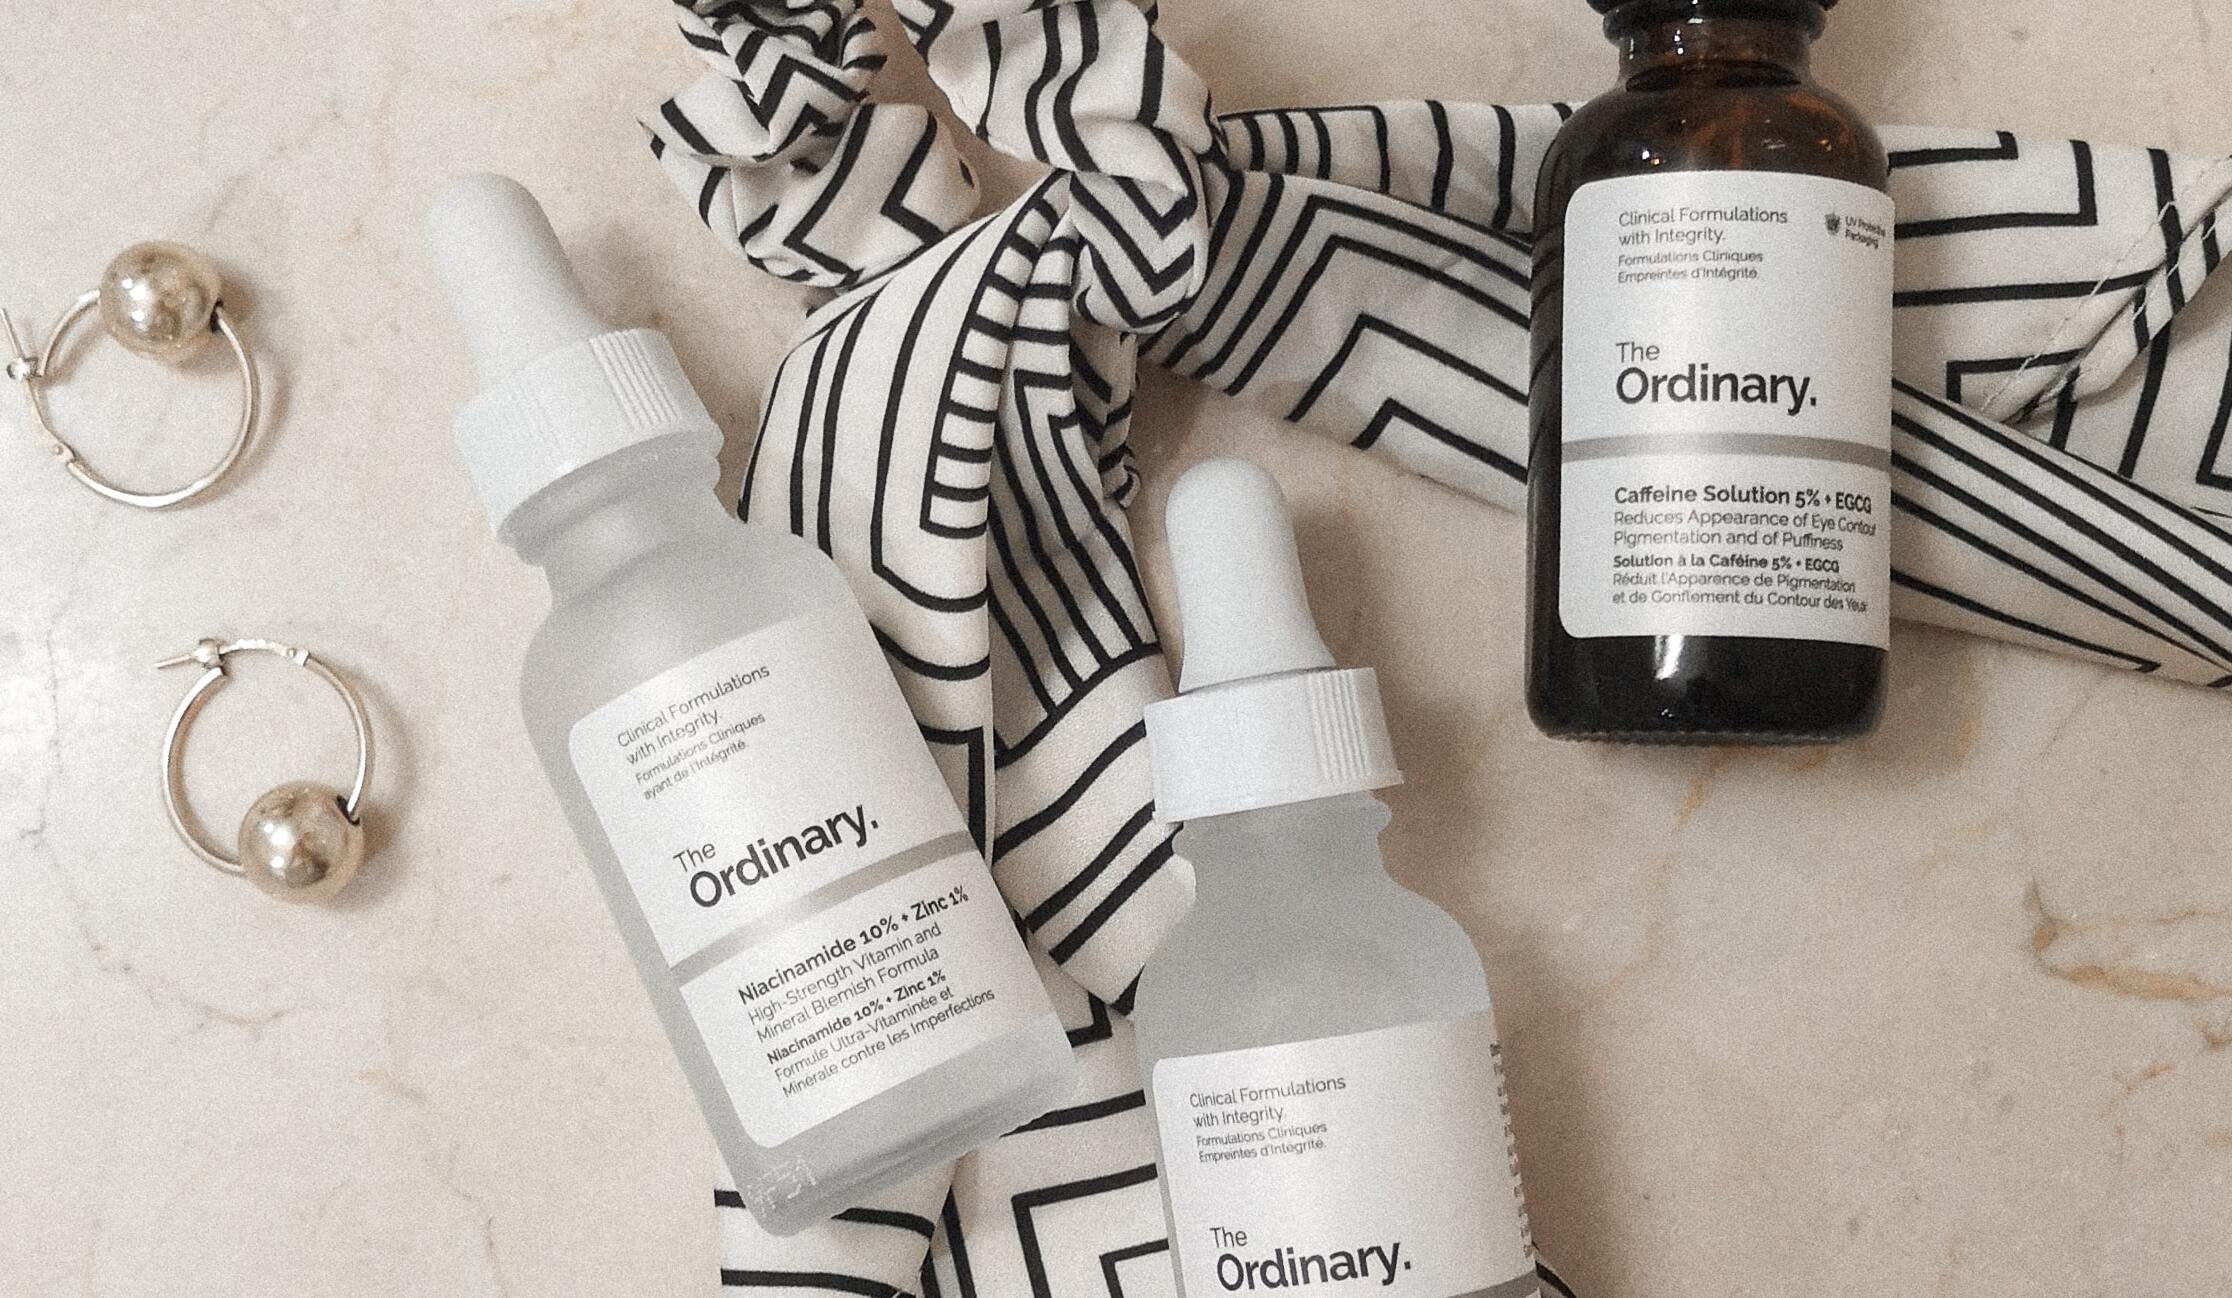 Clinical Formulations
with Integrity.
Formulations Cliniques
ayant de l'Intégrité.
The
Ordinary.
Niacinamide 10% + Zinc 1%
High-Strength Vitamin and
Mineral Blemish Formula
Niacinamide 10% + Zinc 1%
Formule Ultra-Vitaminée et
Minérale contre les Imperfections
Clinical Formulations
with Integrity.
Formulations Cliniques
Empreintes d'Intégrité.
The
Ordinary.
Clinical Formulations
with Integrity.
Formulations Cliniques
Empreintes d'Intégrité.
UV Protective
Packaging
The
Ordinary.
Caffeine Solution 5% + EGCG
Reduces Appearance of Eye Contour
Pigmentation and of Puffiness
Solution à la Caféine 5% + EGCG
Réduit l'Apparence de Pigmentation
et de Gonflement du Contour des Yeux